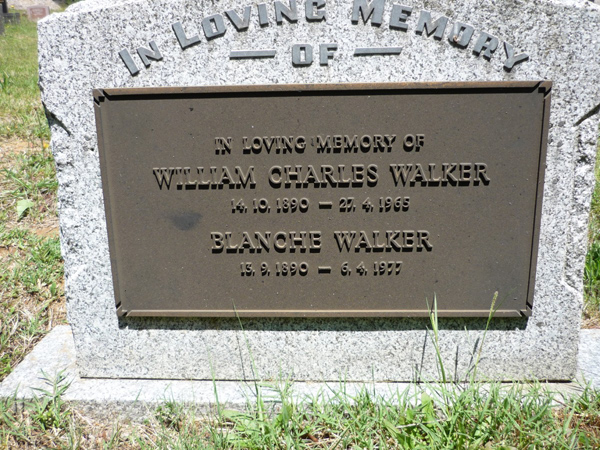 IN LOVING MEMORY
— OF —
IN LOVING MEMORY OF
WILLIAM CHARLES WALKER
14. 10. 1890 — 27. 4. 1965
BLANCHE WALKER
13. 9. 1890 — 6. 4. 1977